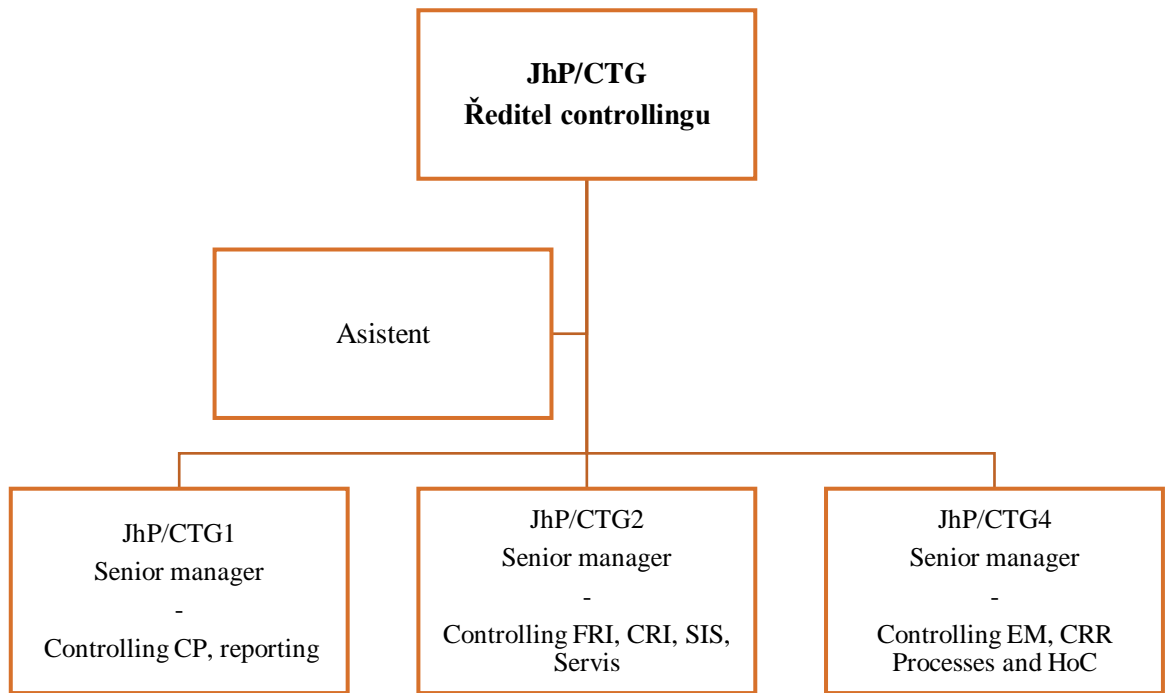 JhP/CTG
Ředitel controllingu
Asistent
JhP/CTG1
Senior manager
-
Controlling CP, reporting
JhP/CTG2
Senior manager
-
Controlling FRI, CRI, SIS,
Servis
JhP/CTG4
Senior manager
-
Controlling EM, CRR
Processes and HoC